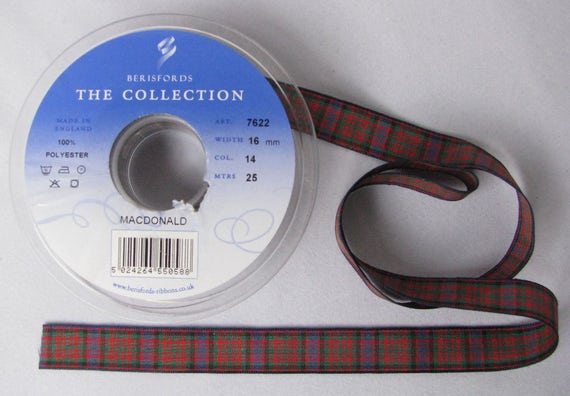 BERISFORDS
THE COLLECTION
MADE IN
ENGLAND
100%
POLYESTER
ART. 7622
WIDTH 16 mm
COL. 14
MTRS 25
MACDONALD
5 024264 550588
www.berisfords-ribbons.co.uk